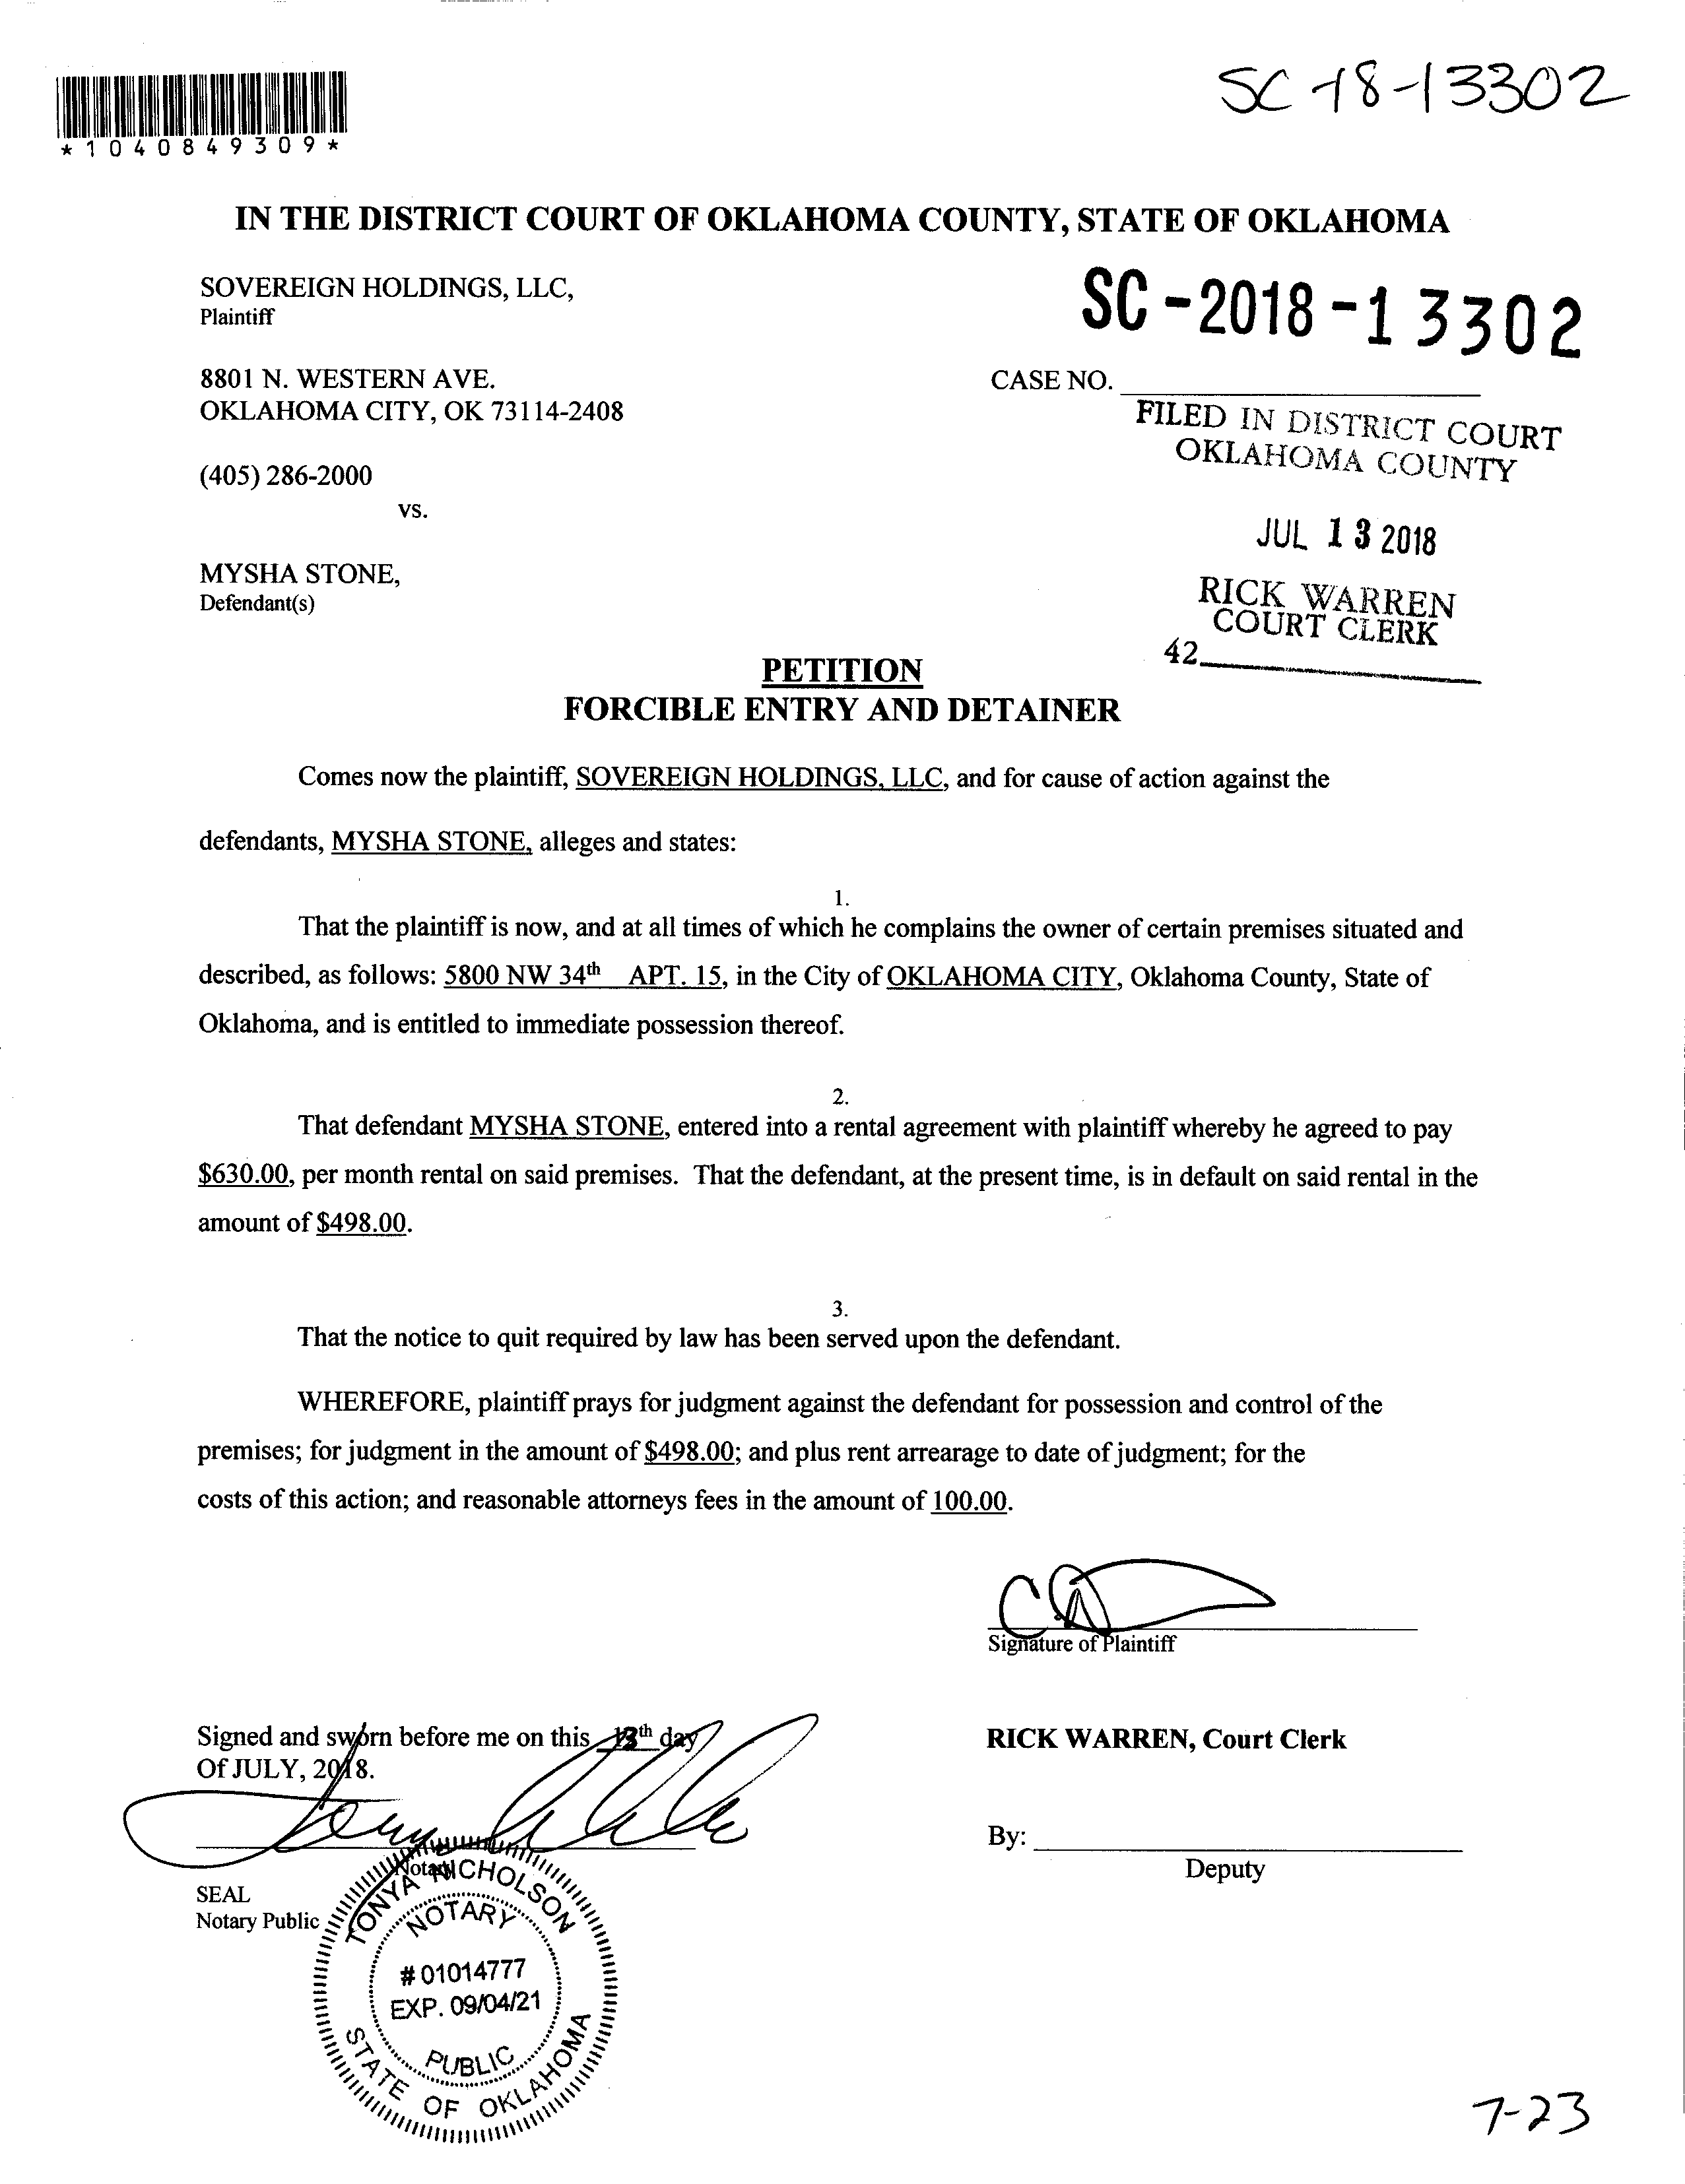 SC-18-13302
*1040849309*
IN THE DISTRICT COURT OF OKLAHOMA COUNTY, STATE OF OKLAHOMA
SOVEREIGN HOLDINGS, LLC,
Plaintiff
SC-2018-13302
8801 N. WESTERN AVE.
CASE NO.
OKLAHOMA CITY, OK 73114-2408
FILED IN DISTRICT COURT
OKLAHOMA COUNTY
(405) 286-2000
vs.
JUL 13 2018
MYSHA STONE,
Defendant(s)
RICK WARREN
COURT CLERK
42
PETITION
FORCIBLE ENTRY AND DETAINER
Comes now the plaintiff, SOVEREIGN HOLDINGS, LLC, and for cause of action against the
defendants, MYSHA STONE, alleges and states:
1.
That the plaintiff is now, and at all times of which he complains the owner of certain premises situated and
described, as follows: 5800 NW 34th APT. 15, in the City of OKLAHOMA CITY, Oklahoma County, State of
Oklahoma, and is entitled to immediate possession thereof.
2.
That defendant MYSHA STONE, entered into a rental agreement with plaintiff whereby he agreed to pay
$630.00, per month rental on said premises. That the defendant, at the present time, is in default on said rental in the
amount of $498.00.
3.
That the notice to quit required by law has been served upon the defendant.
WHEREFORE, plaintiff prays for judgment against the defendant for possession and control of the
premises; for judgment in the amount of $498.00; and plus rent arrearage to date of judgment; for the
costs of this action; and reasonable attorneys fees in the amount of 100.00.
Signature of Plaintiff
Signed and sworn before me on this 13th day
Of JULY, 2018.
RICK WARREN, Court Clerk
By:
Deputy
Notary
SEAL
Notary Public
TONYA NICHOLSON
NOTARY
# 01014777
EXP. 09/04/21
PUBLIC
STATE OF OKLAHOMA
7-23